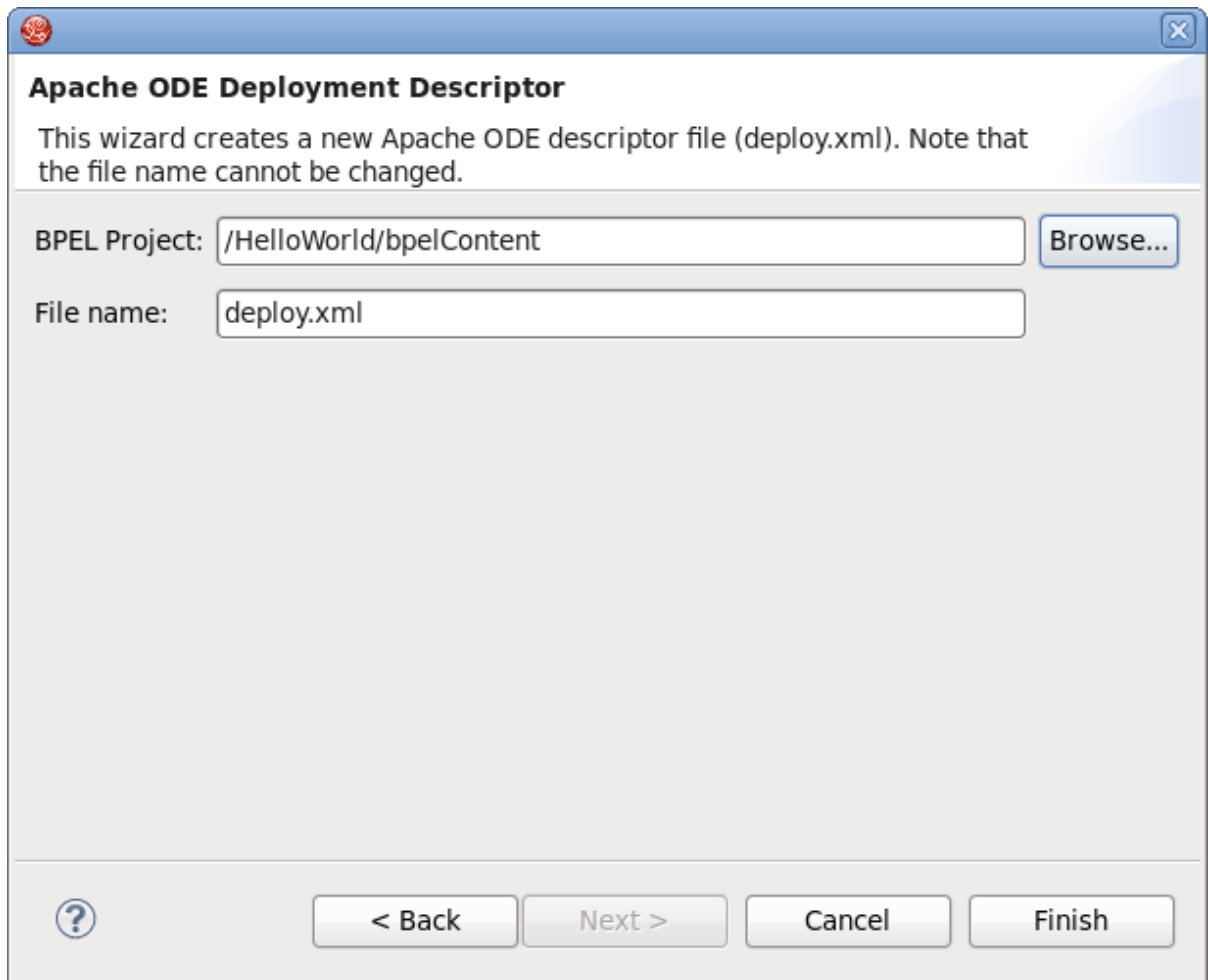 Apache ODE Deployment Descriptor
This wizard creates a new Apache ODE descriptor file (deploy.xml). Note that
the file name cannot be changed.
BPEL Project: /HelloWorld/bpelContent Browse...
File name: deploy.xml
? < Back Next > Cancel Finish